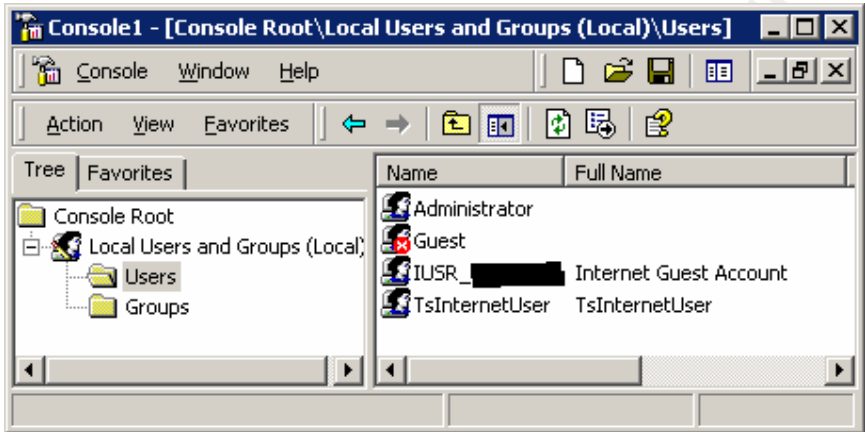 Console1 - [Console Root\Local Users and Groups (Local)\Users]
Console Window Help
Action View Favorites
Tree Favorites
Name Full Name
Console Root
Local Users and Groups (Local)
Users
Groups
Administrator
Guest
IUSR_ Internet Guest Account
TsInternetUser TsInternetUser